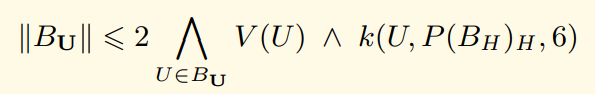 ‖B_𝐔‖ ⩽ 2 ⋀_{U∈B_𝐔} V(U) ∧ k(U, P(B_H)_H, 6)